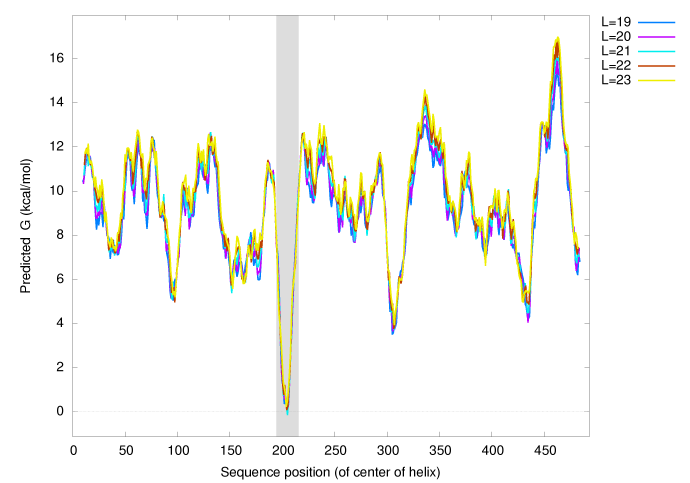 L=19
L=20
L=21
L=22
L=23
16
14
12
10
8
6
4
2
0
Predicted G (kcal/mol)
0 50 100 150 200 250 300 350 400 450
Sequence position (of center of helix)